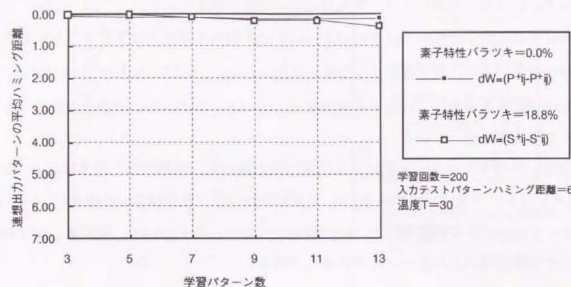 連想出力パターンの平均ハミング距離
0.00
1.00
2.00
3.00
4.00
5.00
6.00
7.00
3 5 7 9 11 13
学習パターン数
素子特性バラツキ=0.0%
dW=(P⁺ij-P⁺ij)
素子特性バラツキ=18.8%
dW=(S⁺ij-S⁻ij)
学習回数=200
入力テストパターンハミング距離=6
温度T=30